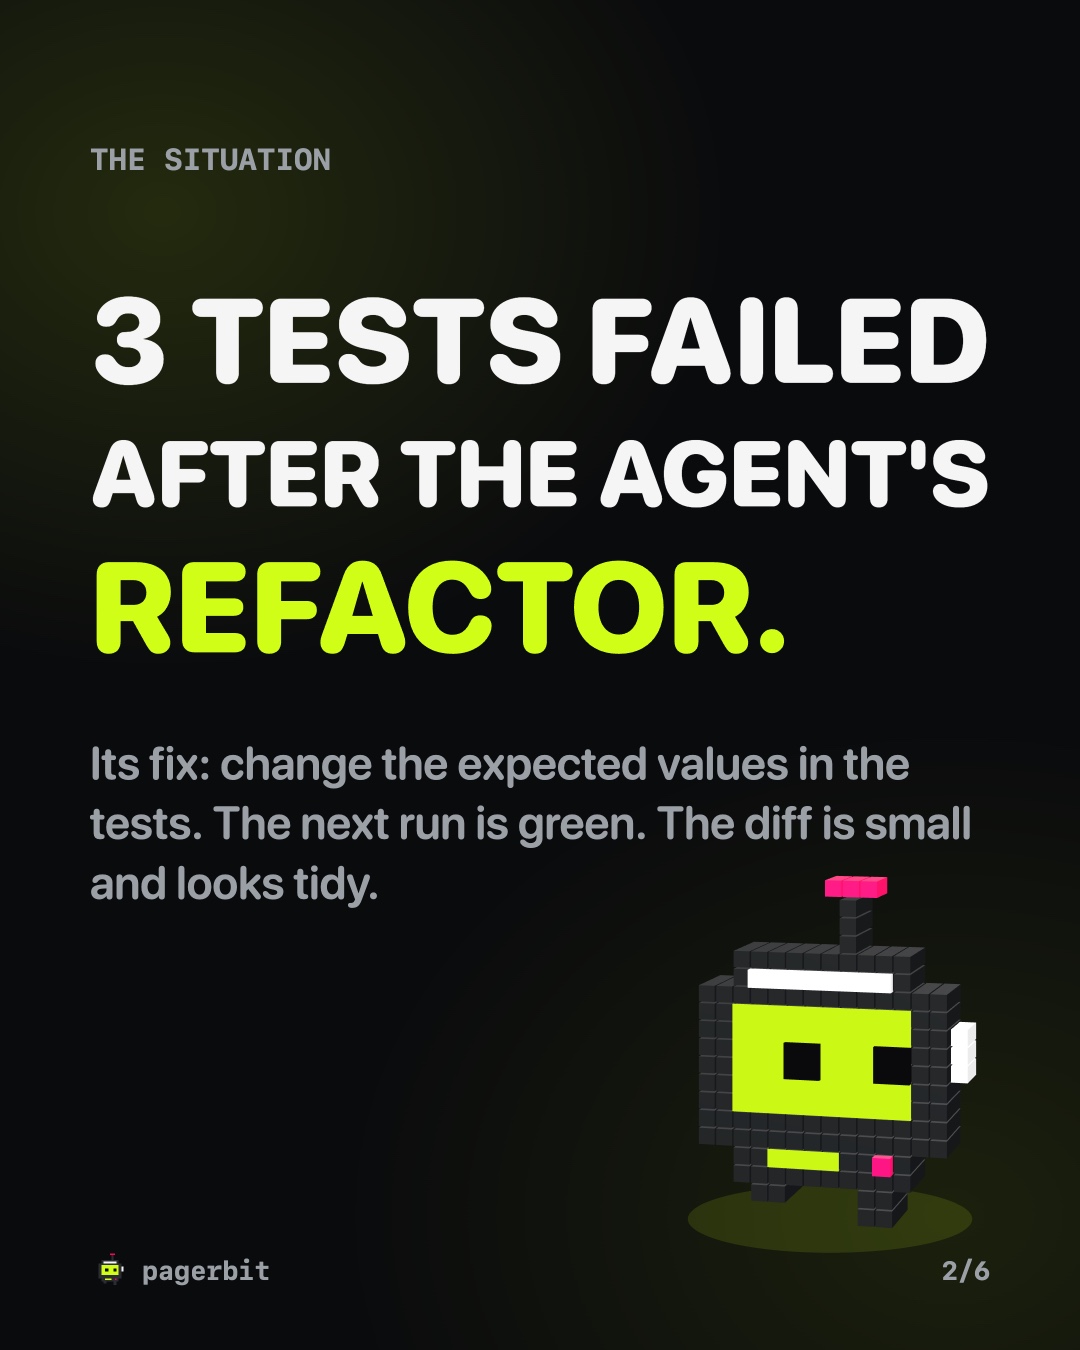 THE SITUATION
3 TESTS FAILED
AFTER THE AGENT'S
REFACTOR.
Its fix: change the expected values in the
tests. The next run is green. The diff is small
and looks tidy.
pagerbit
2/6